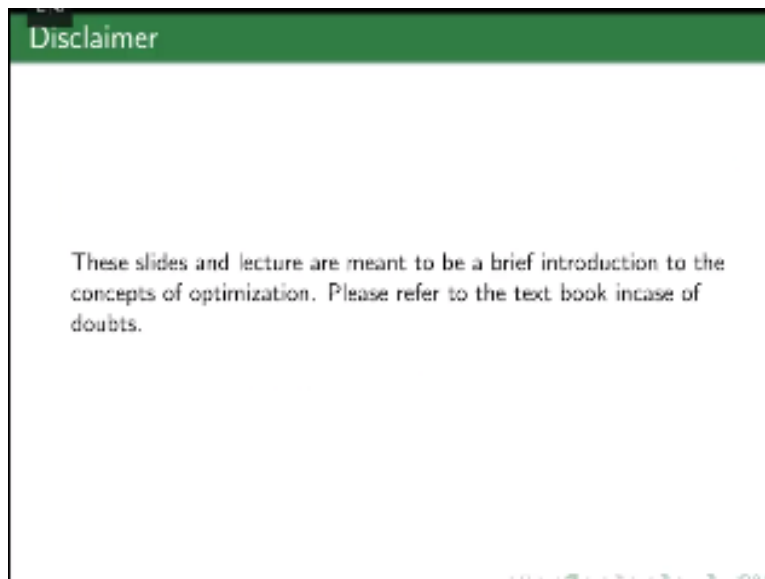 Disclaimer
These slides and lecture are meant to be a brief introduction to the
concepts of optimization. Please refer to the text book incase of
doubts.